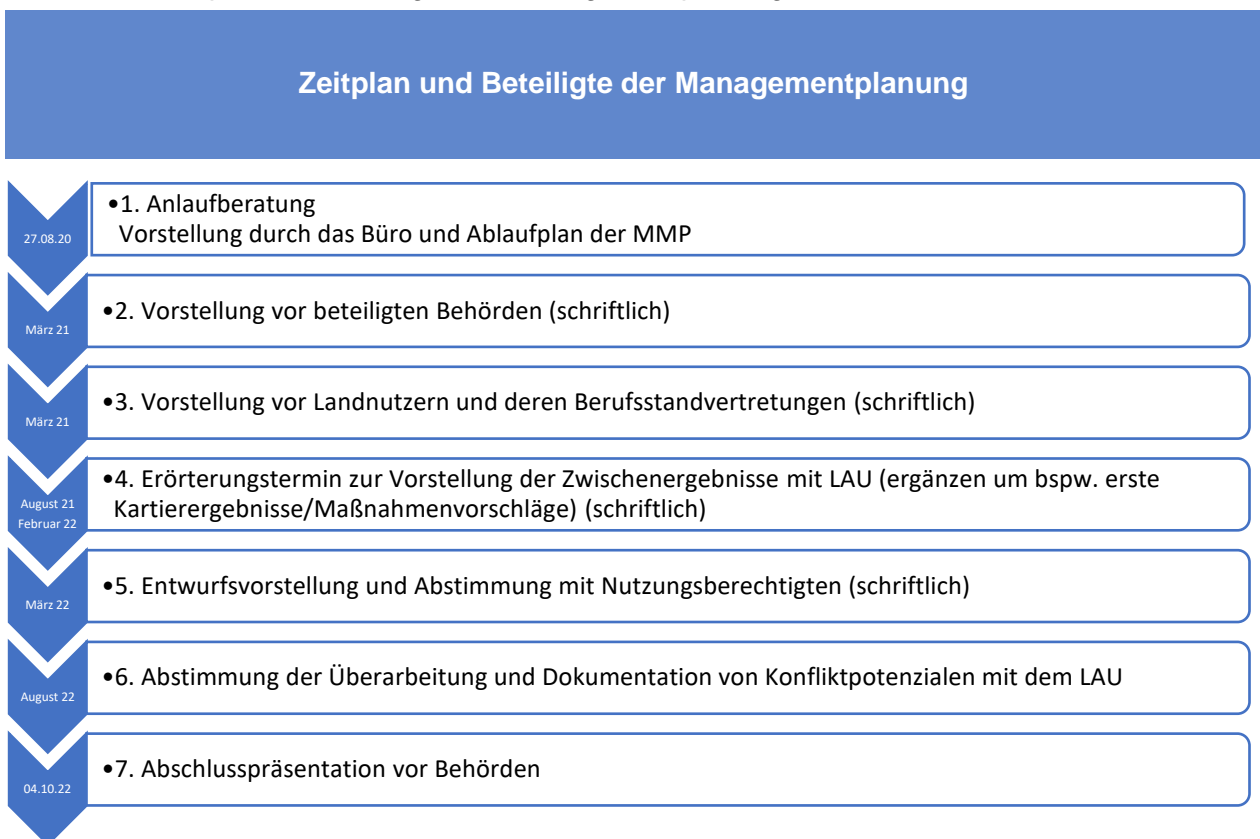 Zeitplan und Beteiligte der Managementplanung
27.08.20
•1. Anlaufberatung
Vorstellung durch das Büro und Ablaufplan der MMP
März 21
•2. Vorstellung vor beteiligten Behörden (schriftlich)
März 21
•3. Vorstellung vor Landnutzern und deren Berufsstandvertretungen (schriftlich)
August 21
Februar 22
•4. Erörterungstermin zur Vorstellung der Zwischenergebnisse mit LAU (ergänzen um bspw. erste
Kartierergebnisse/Maßnahmenvorschläge) (schriftlich)
März 22
•5. Entwurfsvorstellung und Abstimmung mit Nutzungsberechtigten (schriftlich)
August 22
•6. Abstimmung der Überarbeitung und Dokumentation von Konfliktpotenzialen mit dem LAU
04.10.22
•7. Abschlusspräsentation vor Behörden